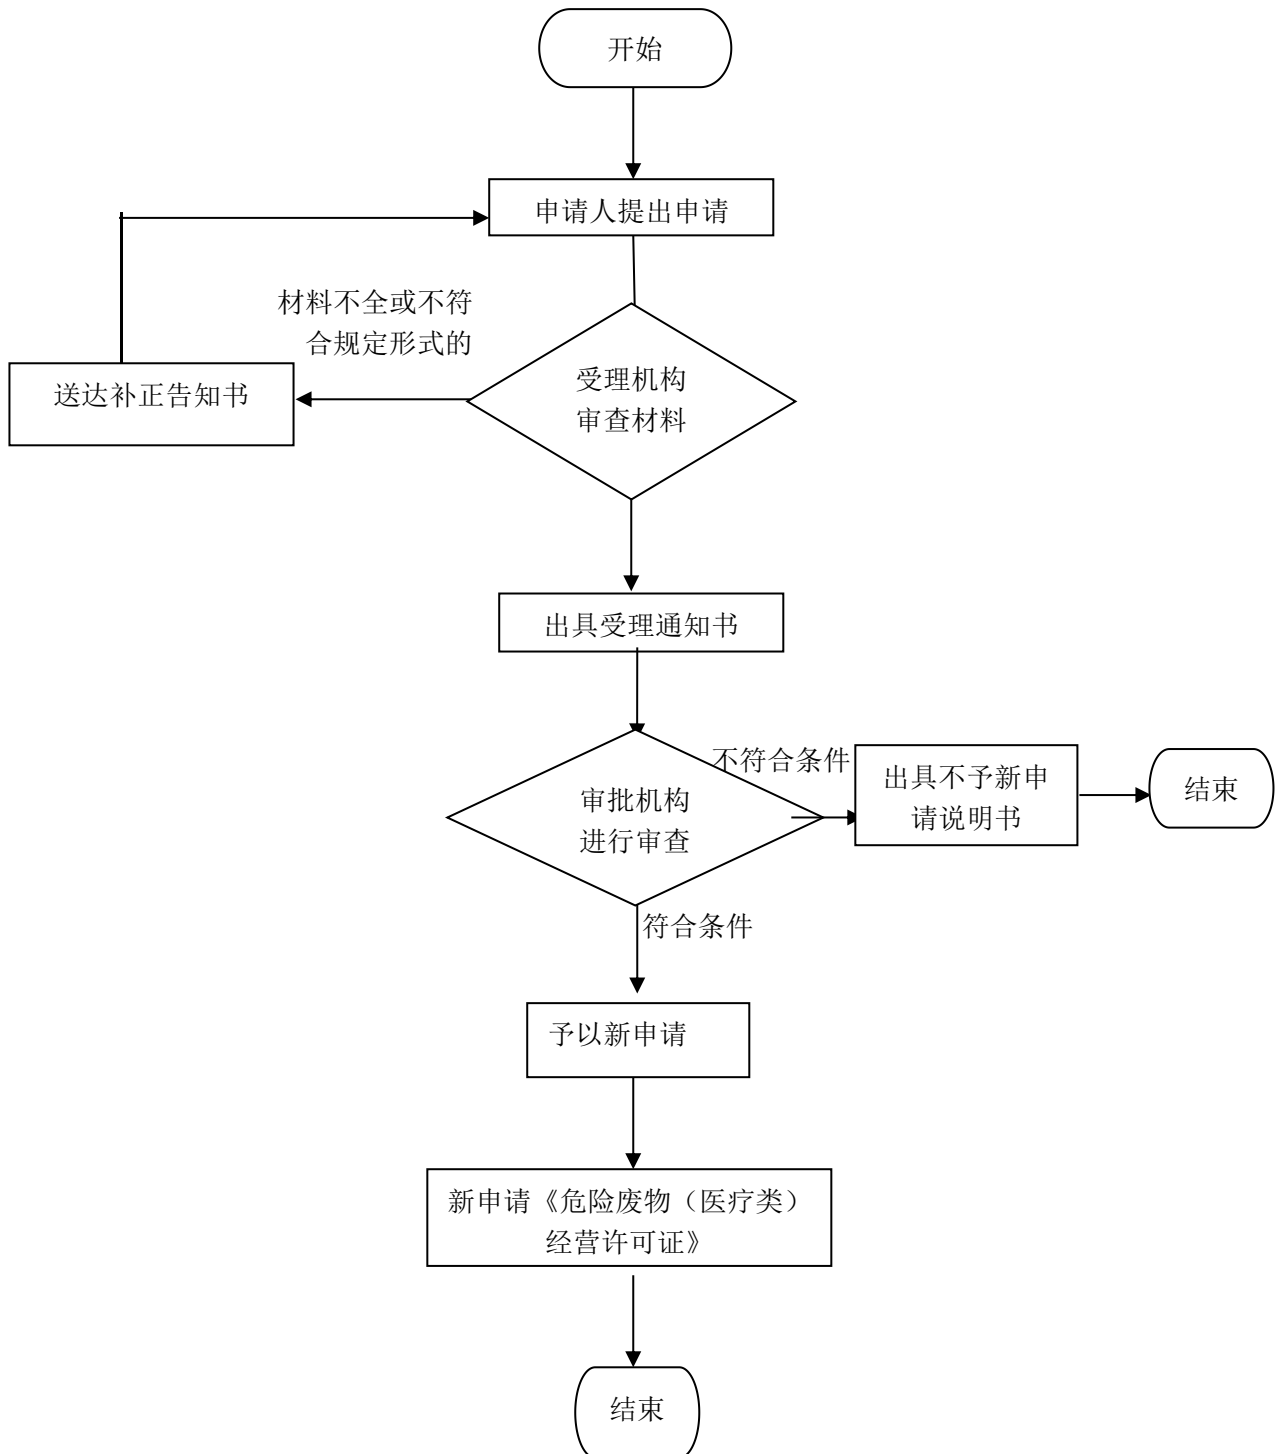 开始
申请人提出申请
材料不全或不符
合规定形式的
送达补正告知书
受理机构
审查材料
出具受理通知书
不符合条件
审批机构
进行审查
出具不予新申
请说明书
结束
符合条件
予以新申请
新申请《危险废物（医疗类）
经营许可证》
结束